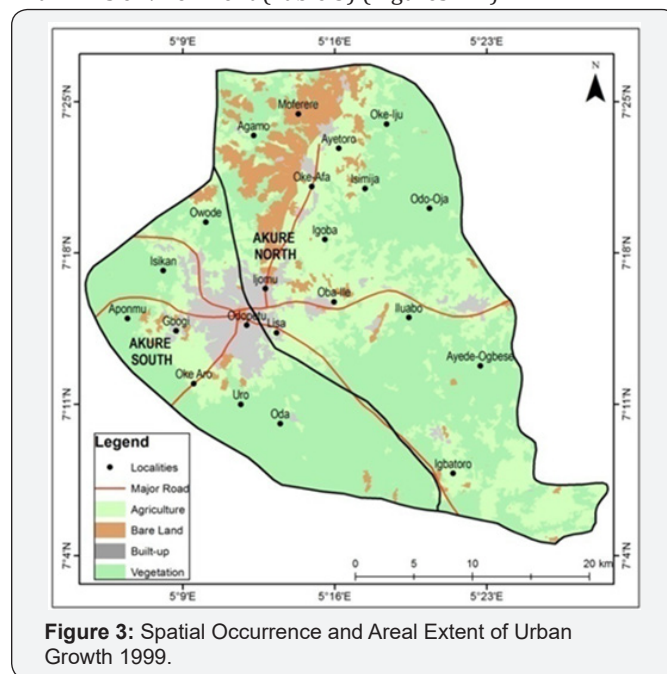 5°9'E 5°16'E 5°23'E
N
7°25'N 7°25'N
Moferere
Oke-Iju
Agamo
Ayetoro
Oke-Afa
Isimija
Odo-Oja
Owode
Igoba
AKURE
NORTH
7°18'N 7°18'N
Isikan
Ijomu
Oba-Ile
Aponmu
Iluabo
Odopetu
Gbogi
Lisa
AKURE
SOUTH
Ayede-Ogbese
Oke Aro
7°11'N 7°11'N
Uro
Oda
Legend
Localities
Major Road
Agriculture
Bare Land
Built-up
Vegetation
Igbatoro
7°4'N 7°4'N
0 5 10 20 km
5°9'E 5°16'E 5°23'E
Figure 3: Spatial Occurrence and Areal Extent of Urban
Growth 1999.